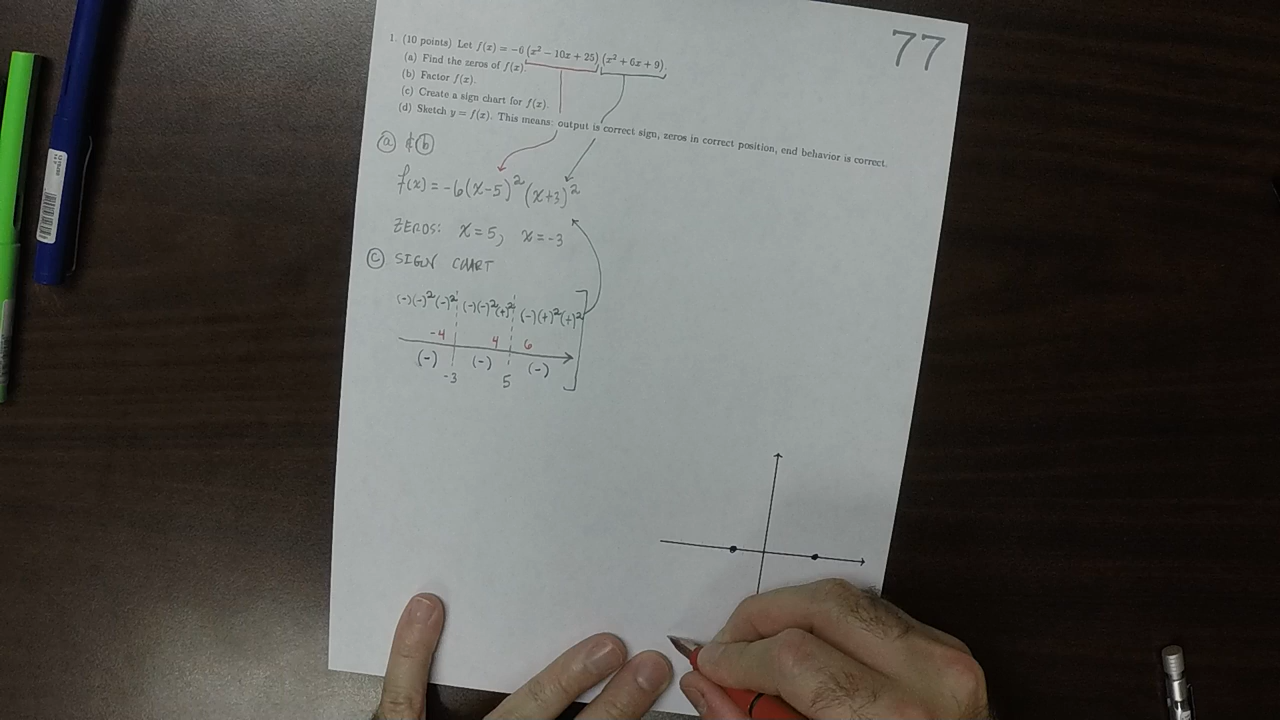 77
1. (10 points) Let f(x) = −6 (x² − 10x + 25) (x² + 6x + 9).
(a) Find the zeros of f(x).
(b) Factor f(x).
(c) Create a sign chart for f(x).
(d) Sketch y = f(x). This means: output is correct sign, zeros in correct position, end behavior is correct.
(a) & (b)
f(x) = -6(x-5)²(x+3)²
ZEROS: x=5, x=-3
(c) SIGN CHART
(-)(-)²(-)² (-)(-)²(+)² (-)(+)²(+)²
-4 4 6
(-) (-) (-)
-3 5